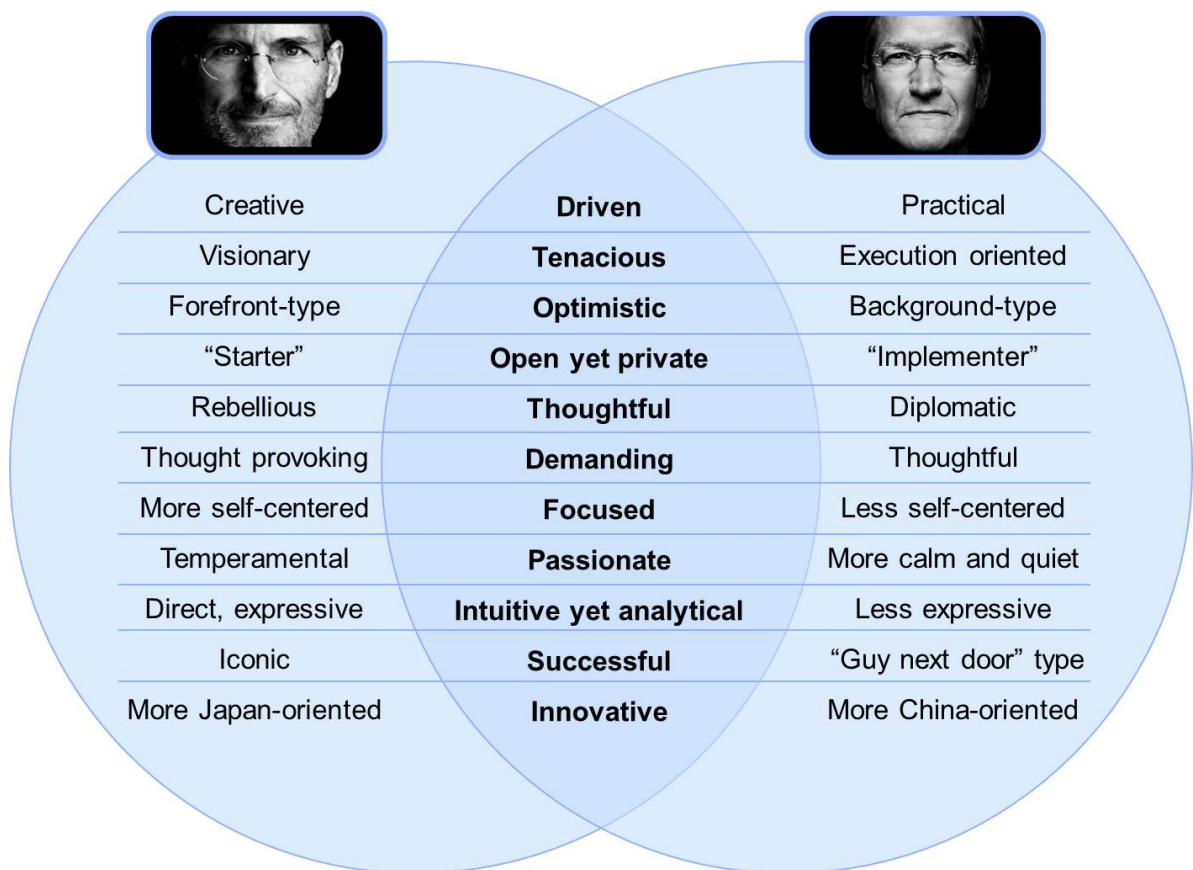 Creative Driven Practical
Visionary Tenacious Execution oriented
Forefront-type Optimistic Background-type
“Starter” Open yet private “Implementer”
Rebellious Thoughtful Diplomatic
Thought provoking Demanding Thoughtful
More self-centered Focused Less self-centered
Temperamental Passionate More calm and quiet
Direct, expressive Intuitive yet analytical Less expressive
Iconic Successful “Guy next door” type
More Japan-oriented Innovative More China-oriented